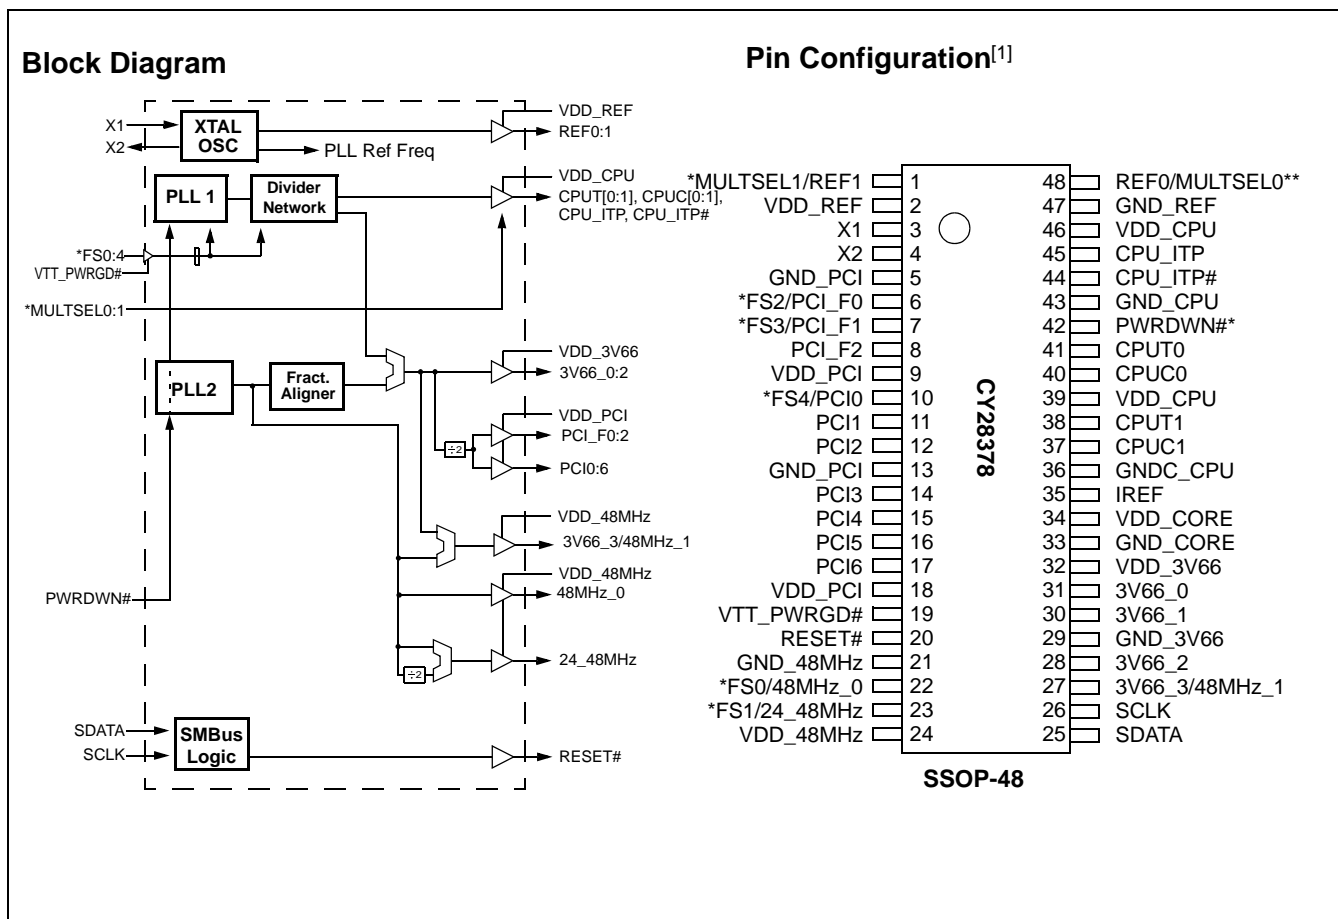 Block Diagram
Pin Configuration[1]
X1
X2
XTAL
OSC
PLL Ref Freq
VDD_REF
REF0:1
PLL 1
Divider
Network
VDD_CPU
CPUT[0:1], CPUC[0:1],
CPU_ITP, CPU_ITP#
*FS0:4
VTT_PWRGD#
*MULTSEL0:1
PLL2
Fract.
Aligner
VDD_3V66
3V66_0:2
VDD_PCI
PCI_F0:2
÷2
PCI0:6
VDD_48MHz
3V66_3/48MHz_1
VDD_48MHz
48MHz_0
PWRDWN#
24_48MHz
÷2
SDATA
SCLK
SMBus
Logic
RESET#
*MULTSEL1/REF1 1 48 REF0/MULTSEL0**
VDD_REF 2 47 GND_REF
X1 3 46 VDD_CPU
X2 4 45 CPU_ITP
GND_PCI 5 44 CPU_ITP#
*FS2/PCI_F0 6 43 GND_CPU
*FS3/PCI_F1 7 42 PWRDWN#*
PCI_F2 8 41 CPUT0
VDD_PCI 9 40 CPUC0
*FS4/PCI0 10 39 VDD_CPU
PCI1 11 38 CPUT1
PCI2 12 37 CPUC1
GND_PCI 13 36 GNDC_CPU
PCI3 14 35 IREF
PCI4 15 34 VDD_CORE
PCI5 16 33 GND_CORE
PCI6 17 32 VDD_3V66
VDD_PCI 18 31 3V66_0
VTT_PWRGD# 19 30 3V66_1
RESET# 20 29 GND_3V66
GND_48MHz 21 28 3V66_2
*FS0/48MHz_0 22 27 3V66_3/48MHz_1
*FS1/24_48MHz 23 26 SCLK
VDD_48MHz 24 25 SDATA
CY28378
SSOP-48